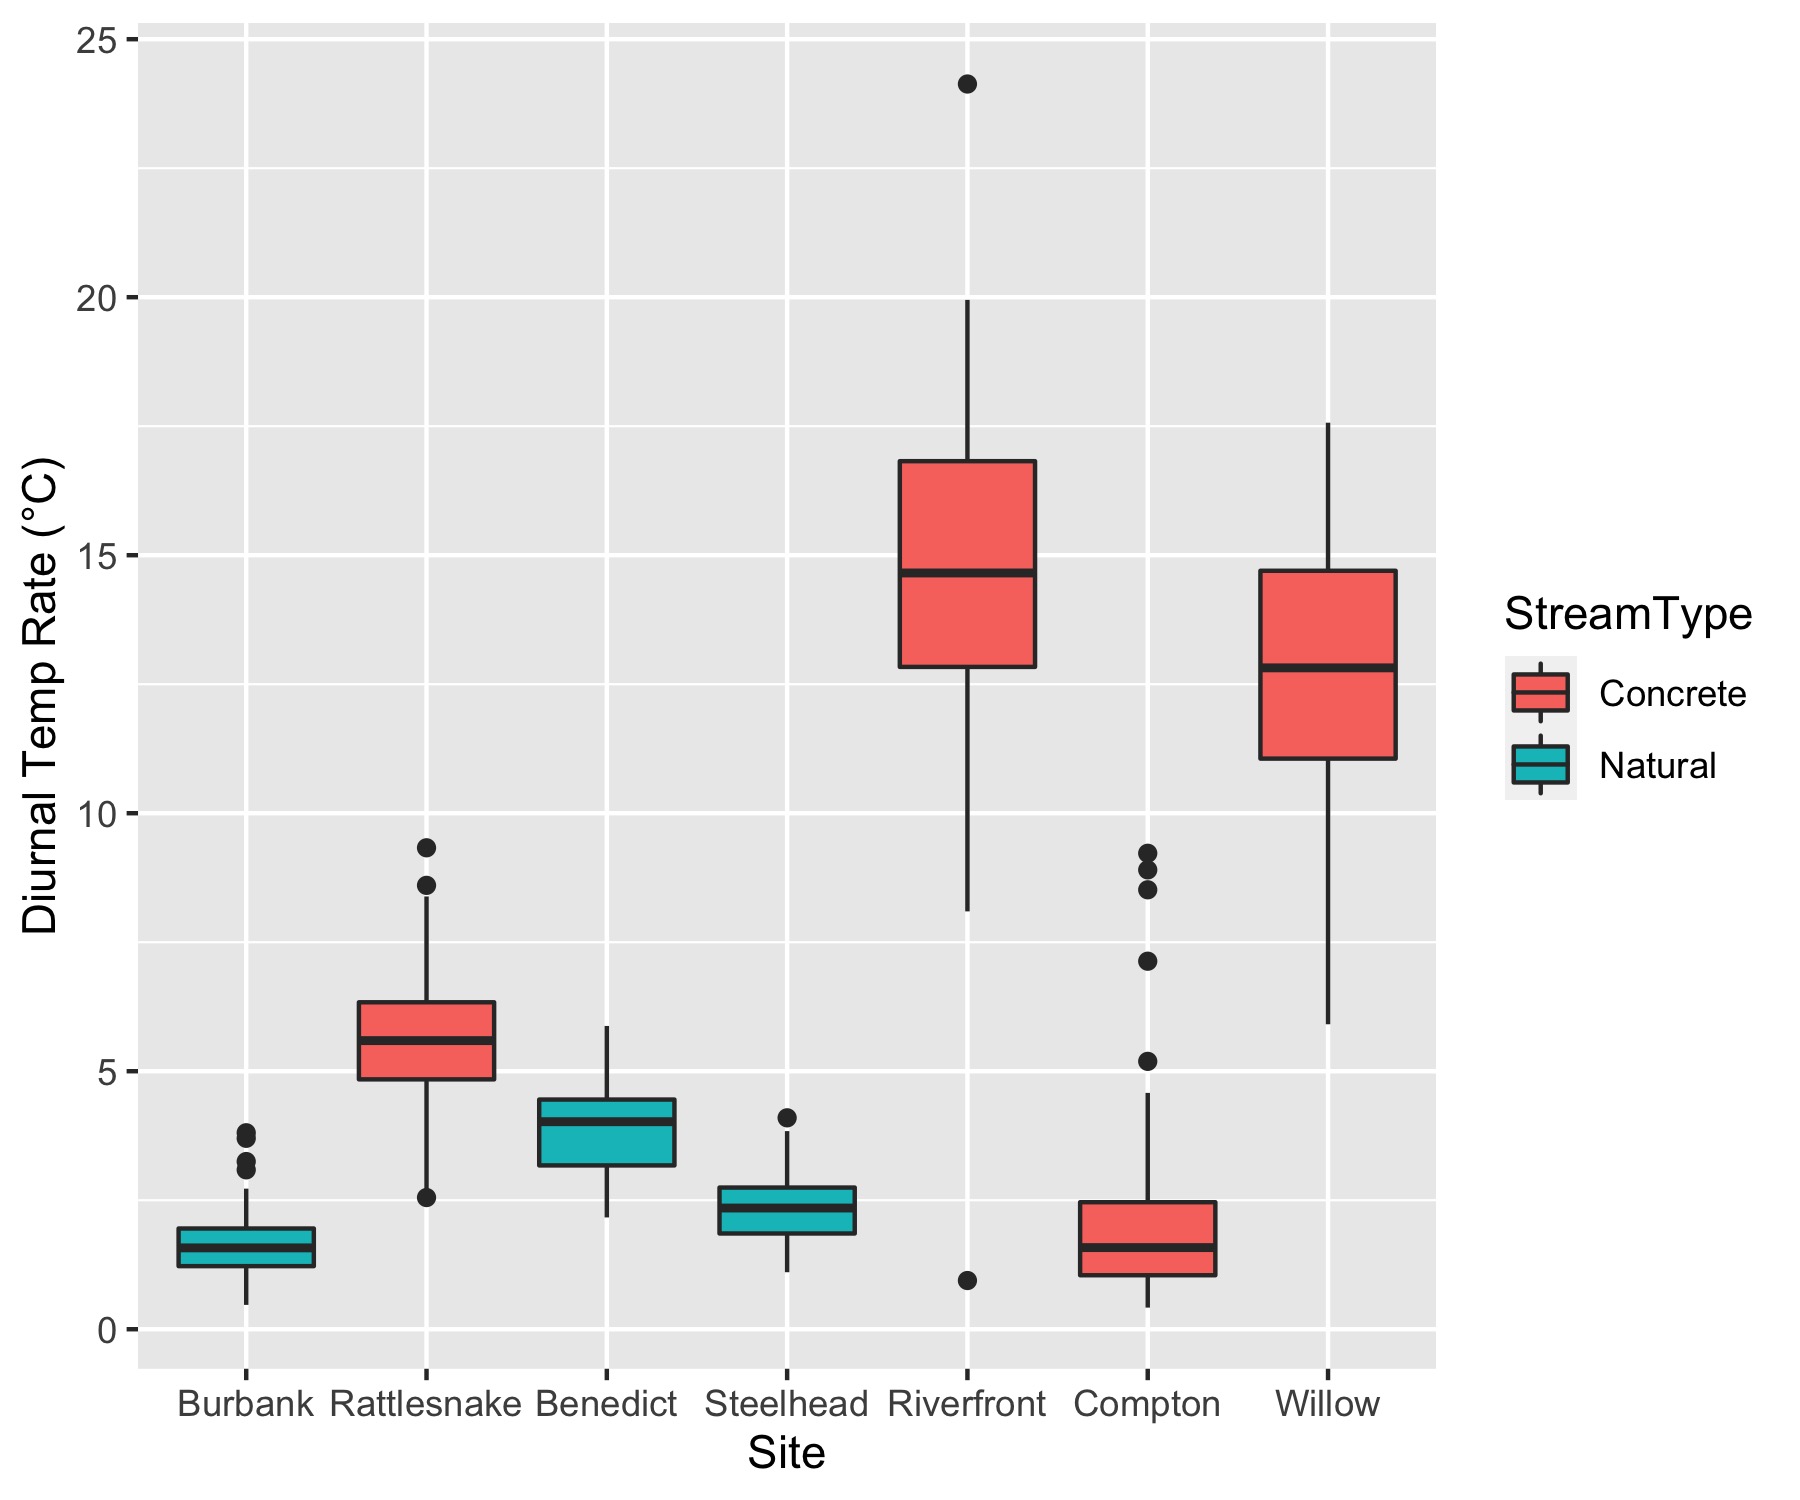 25
20
15
10
5
0
Diurnal Temp Rate (°C)
Burbank Rattlesnake Benedict Steelhead Riverfront Compton Willow
Site
StreamType
Concrete
Natural